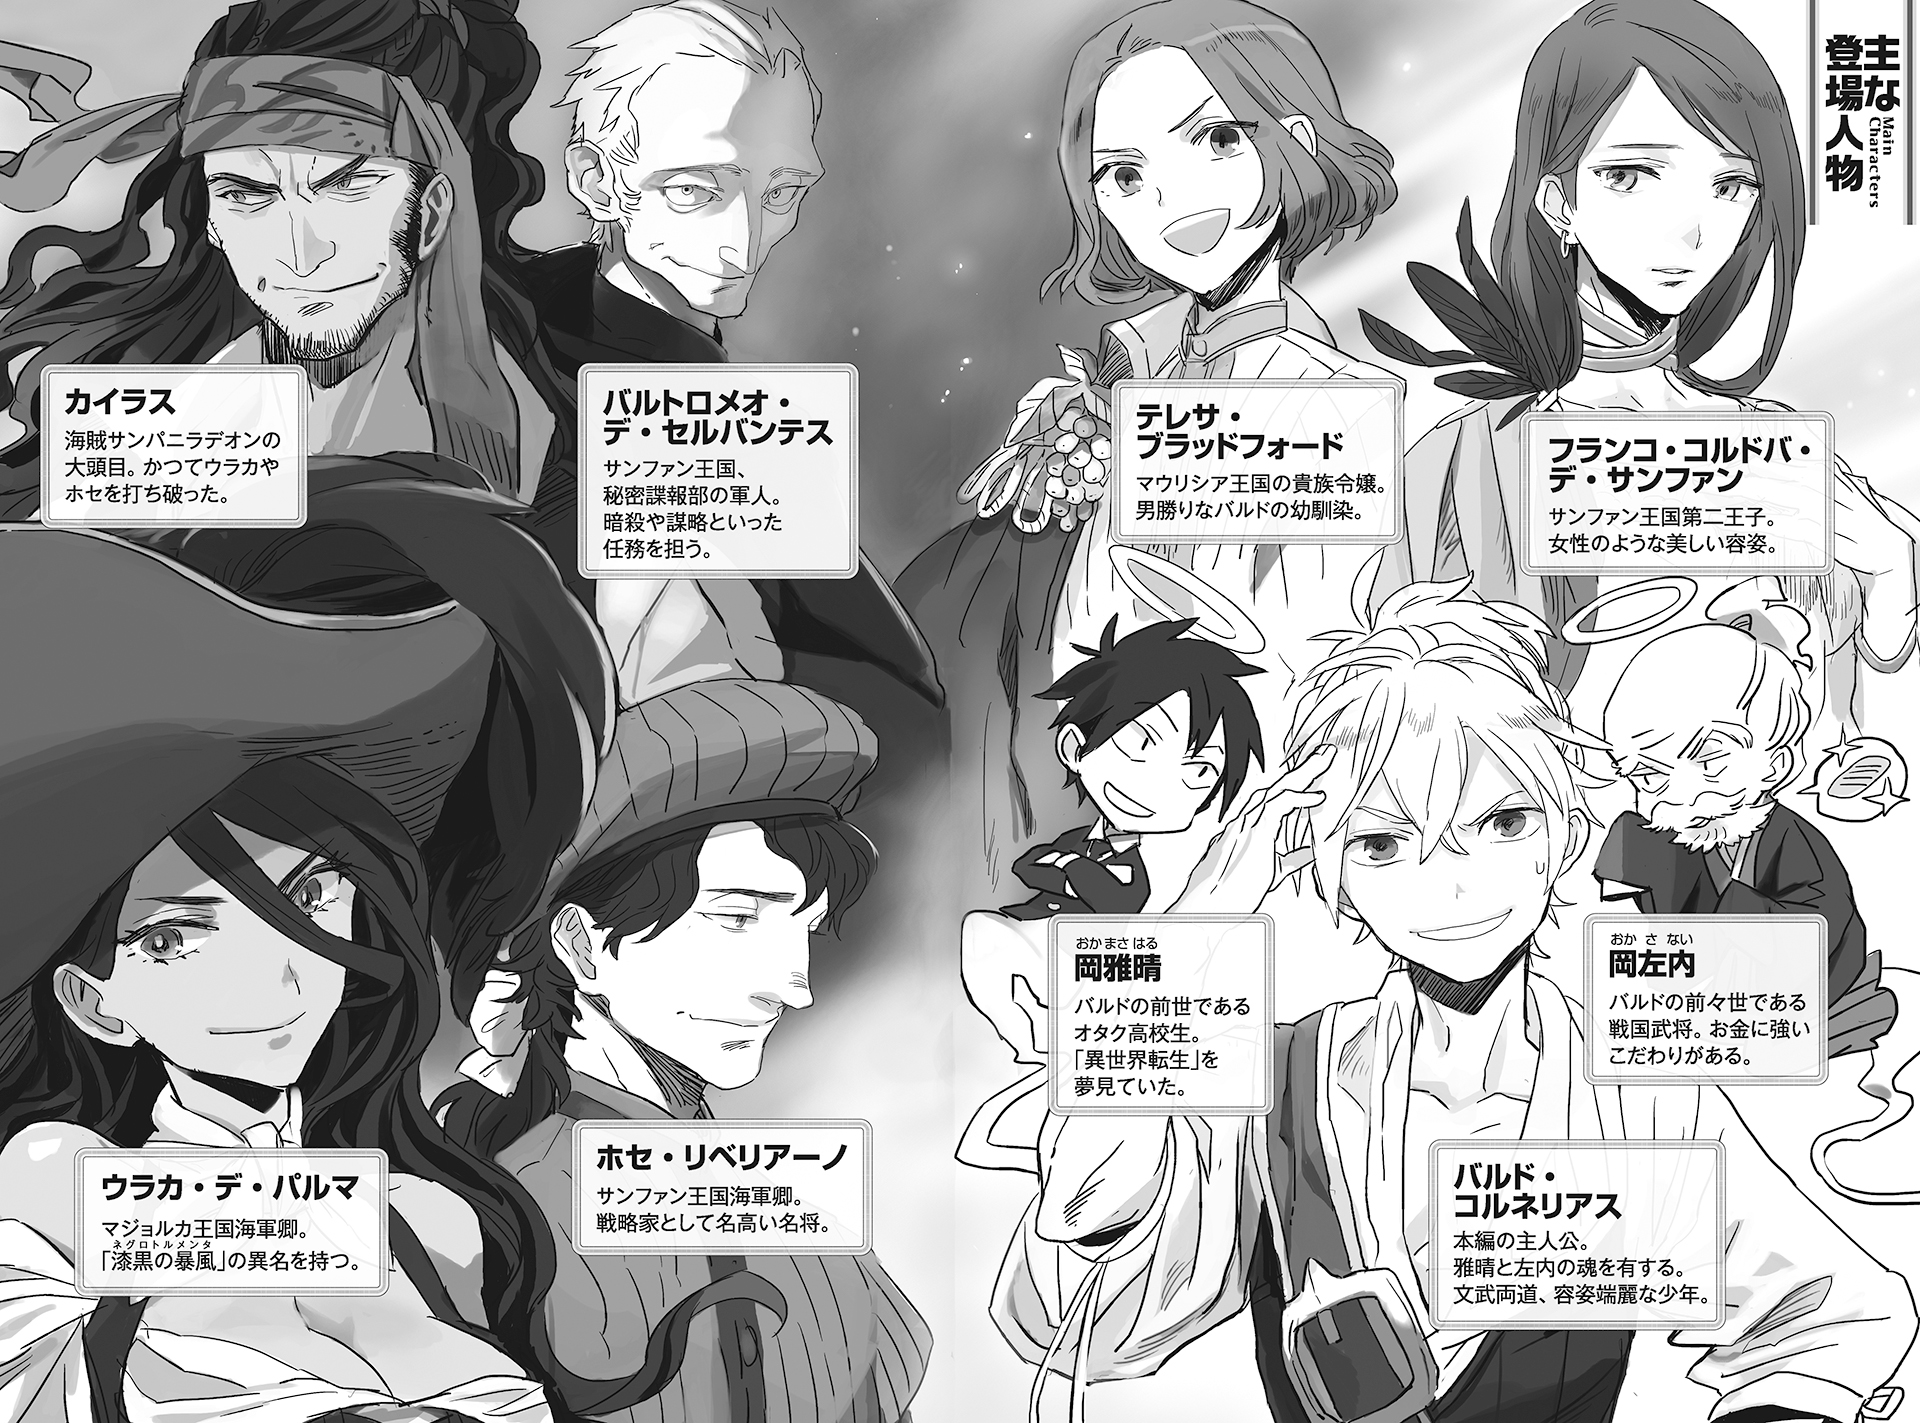 主な
登場人物
Main
Characters
フランコ・コルドバ・
デ・サンファン
サンファン王国第二王子。
女性のような美しい容姿。
テレサ・
ブラッドフォード
マウリシア王国の貴族令嬢。
男勝りなバルドの幼馴染。
岡左内
おかさない
バルドの前々世である
戦国武将。お金に強い
こだわりがある。
バルド・
コルネリアス
本編の主人公。
雅晴と左内の魂を有する。
文武両道、容姿端麗な少年。
岡雅晴
おかまさはる
バルドの前世である
オタク高校生。
「異世界転生」を
夢見ていた。
バルトロメオ・
デ・セルバンテス
サンファン王国、
秘密諜報部の軍人。
暗殺や謀略といった
任務を担う。
カイラス
海賊サンパニラデオンの
大頭目。かつてウラカや
ホセを打ち破った。
ホセ・リベリアーノ
サンファン王国海軍卿。
戦略家として名高い名将。
ウラカ・デ・パルマ
マジョルカ王国海軍卿。
ネグロトルメンタ
「漆黒の暴風」の異名を持つ。